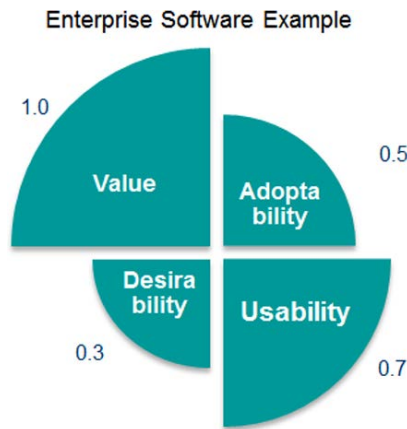 Enterprise Software Example
1.0
0.5
Value
Adopta
bility
Desira
bility
Usability
0.3
0.7